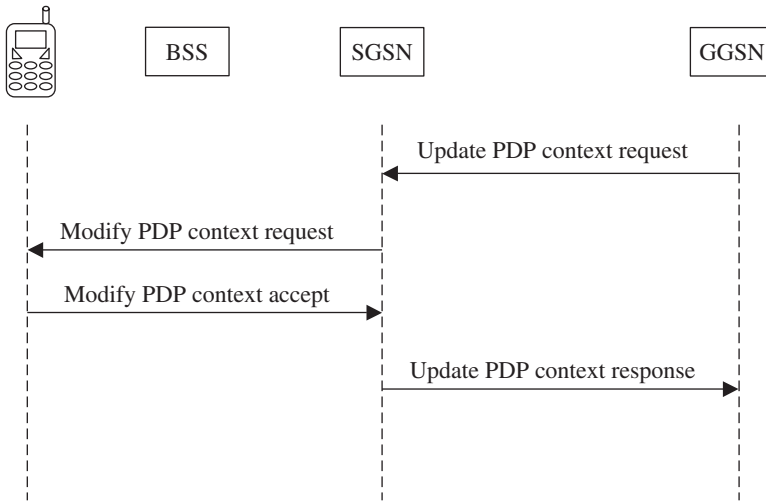 BSS
SGSN
GGSN
Update PDP context request
Modify PDP context request
Modify PDP context accept
Update PDP context response